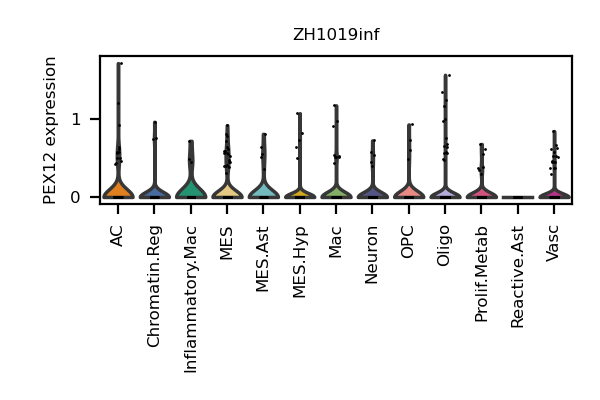 ZH1019inf
PEX12 expression
1
0
AC
Chromatin.Reg
Inflammatory.Mac
MES
MES.Ast
MES.Hyp
Mac
Neuron
OPC
Oligo
Prolif.Metab
Reactive.Ast
Vasc